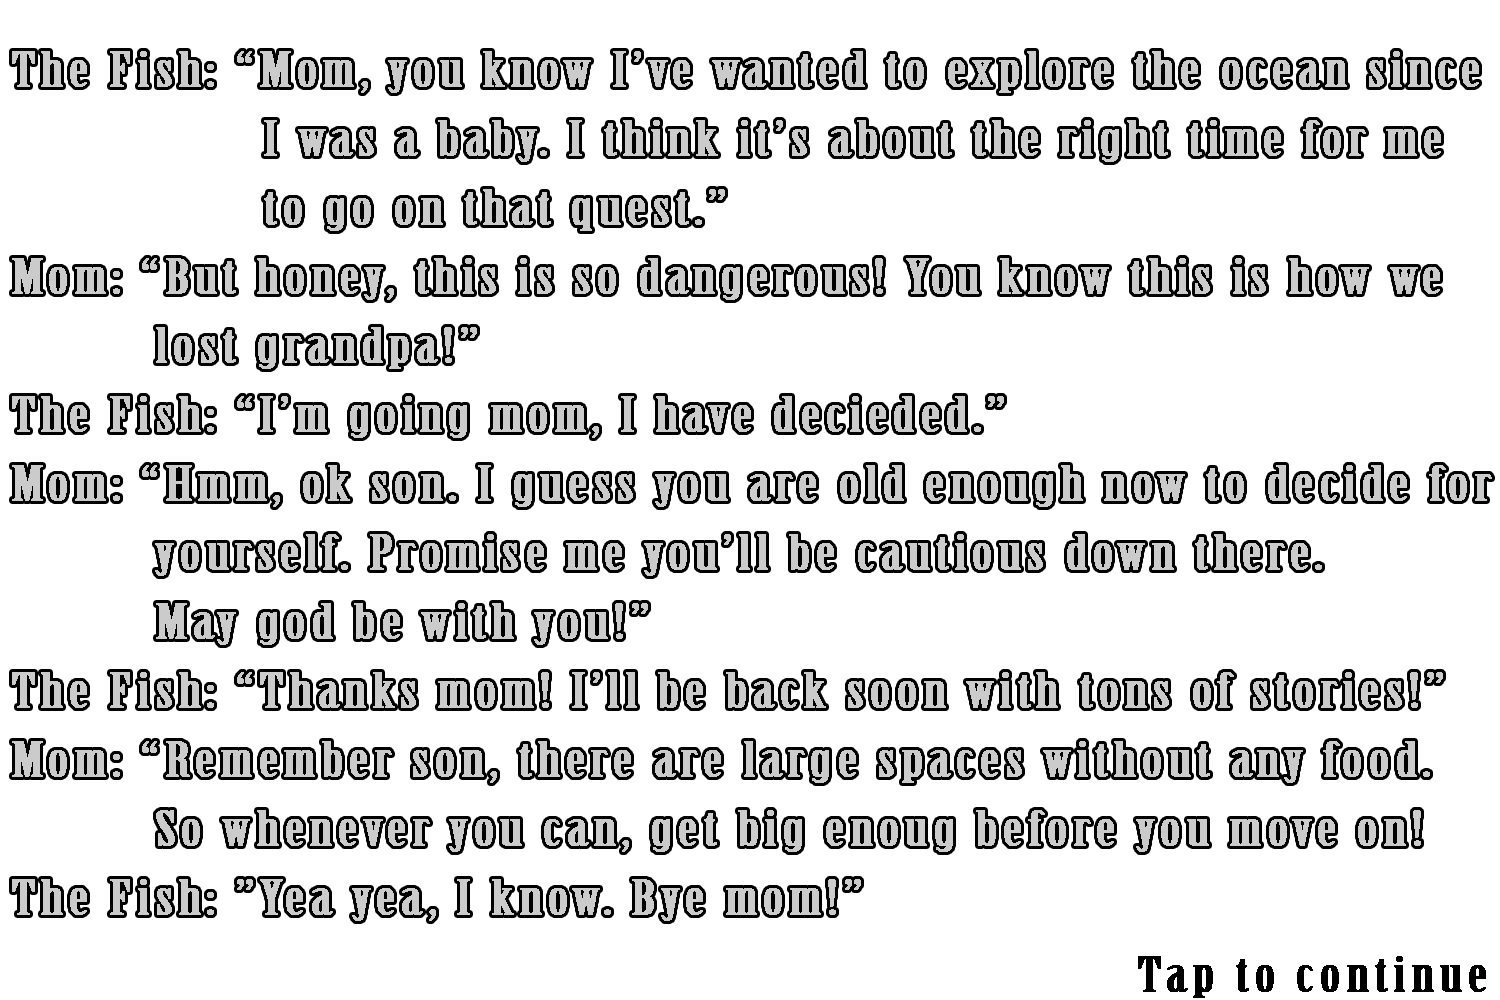 The Fish: “Mom, you know I’ve wanted to explore the ocean since
I was a baby. I think it’s about the right time for me
to go on that quest.”
Mom: “But honey, this is so dangerous! You know this is how we
lost grandpa!”
The Fish: “I’m going mom, I have decieded.”
Mom: “Hmm, ok son. I guess you are old enough now to decide for
yourself. Promise me you’ll be cautious down there.
May god be with you!”
The Fish: “Thanks mom! I’ll be back soon with tons of stories!”
Mom: “Remember son, there are large spaces without any food.
So whenever you can, get big enoug before you move on!
The Fish: ”Yea yea, I know. Bye mom!”
Tap to continue